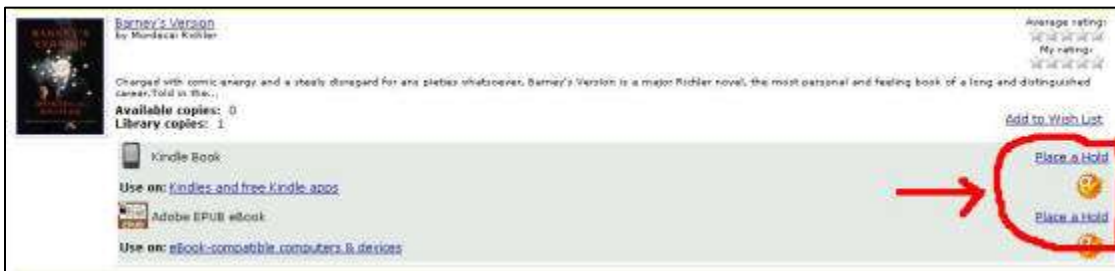 BARNEY'S
VERSION
Barney's Version
by Mordecai Richler
Average rating:
My rating:
Charged with comic energy and a steely disregard for any pieties whatsoever, Barney's Version is a major Richler novel, the most personal and feeling book of a long and distinguished
career.Told in the...
Available copies: 0
Library copies: 1
Add to Wish List
Kindle Book
Place a Hold
Use on: Kindles and free Kindle apps
Adobe EPUB eBook
Place a Hold
Use on: eBook-compatible computers & devices